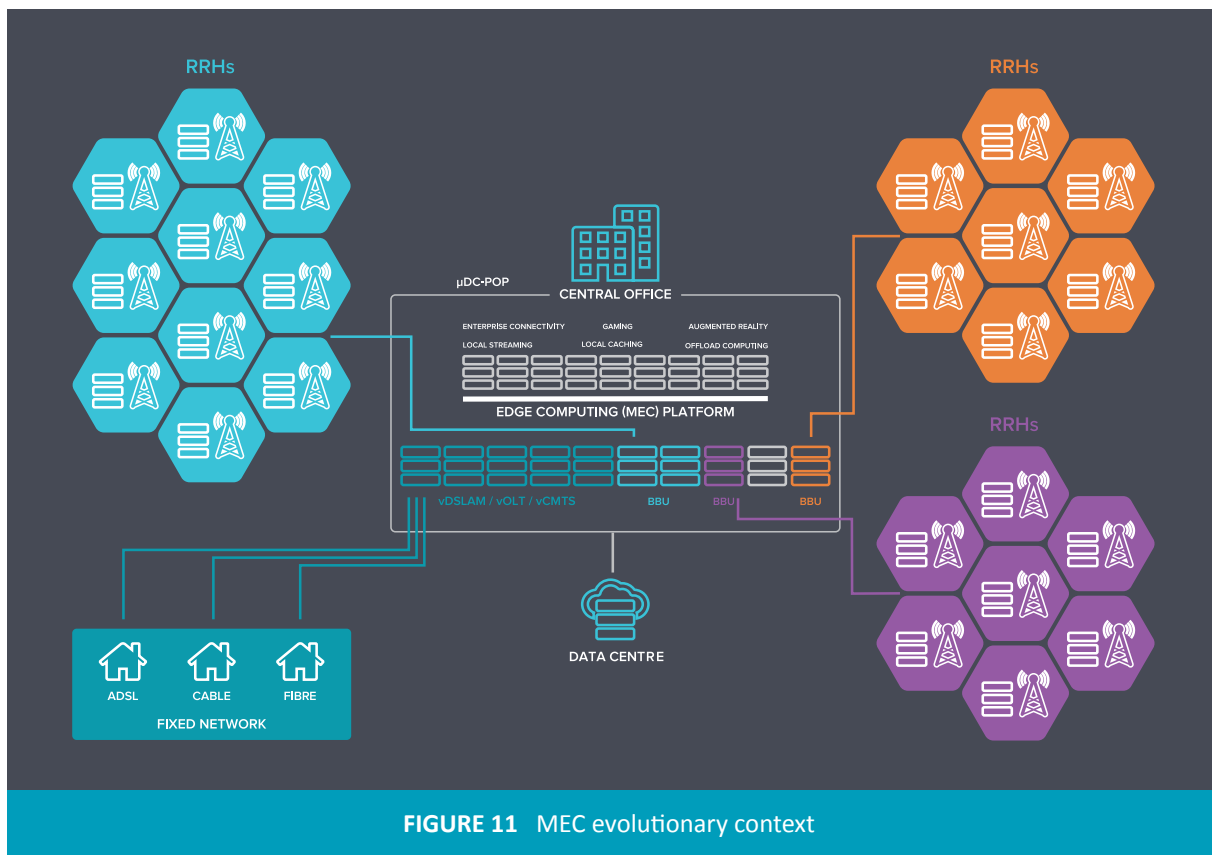 RRHs
RRHs
µDC-POP
CENTRAL OFFICE
ENTERPRISE CONNECTIVITY GAMING AUGMENTED REALITY
LOCAL STREAMING LOCAL CACHING OFFLOAD COMPUTING
EDGE COMPUTING (MEC) PLATFORM
RRHs
vDSLAM / vOLT / vCMTS BBU BBU BBU
DATA CENTRE
ADSL CABLE FIBRE
FIXED NETWORK
FIGURE 11 MEC evolutionary context